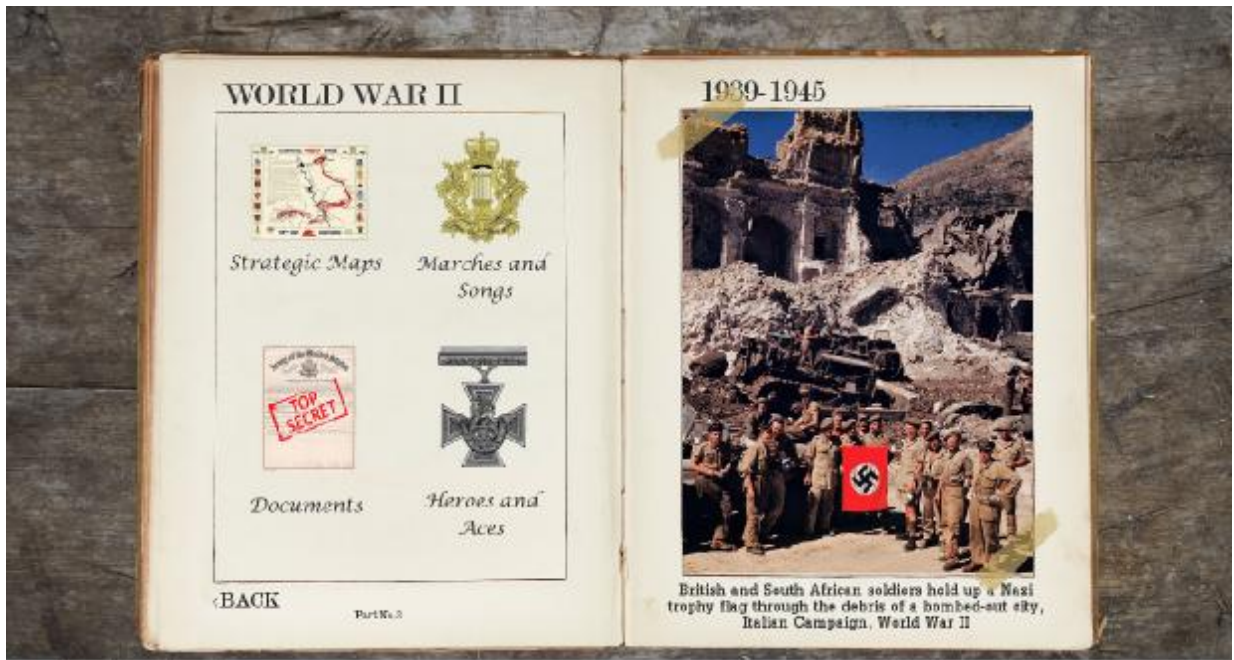 WORLD WAR II
Strategic Maps
Marches and
Songs
TOP
SECRET
Documents
Heroes and
Aces
‹BACK
Part No.2
1939-1945
British and South African soldiers hold up a Nazi
trophy flag through the debris of a bombed-out city,
Italian Campaign, World War II